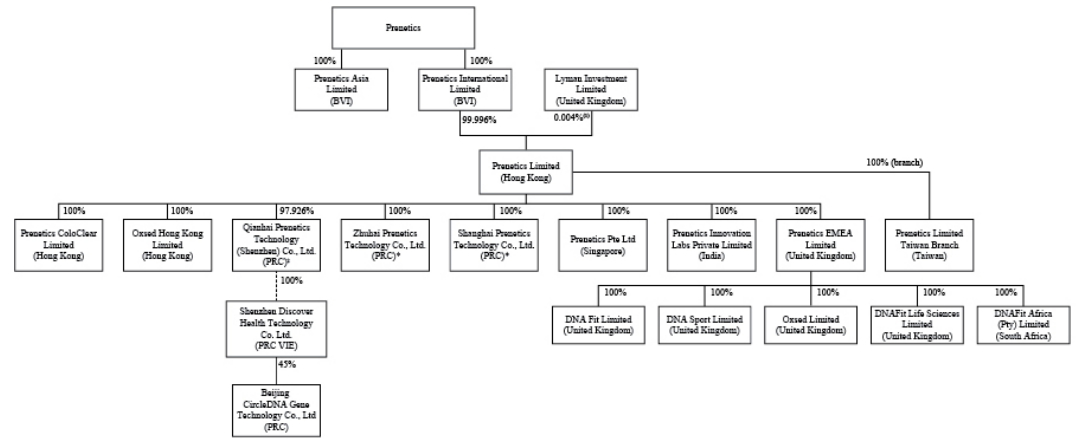 Prenetics
100%
100%
Prenetics Asia
Limited
(BVI)
Prenetics International
Limited
(BVI)
Lyman Investment
Limited
(United Kingdom)
99.996%
Prenetics Limited
(Hong Kong)
100% (branch)
100%
100%
97.926%
100%
100%
100%
100%
100%
Prenetics ColoClear
Limited
(Hong Kong)
Oxsed Hong Kong
Limited
(Hong Kong)
Qianhai Prenetics
Technology
(Shenzhen) Co., Ltd.
Zhuhai Prenetics
Technology Co., Ltd.
(PRC)*
Shanghai Prenetics
Technology Co., Ltd.
(PRC)*
Prenetics Pte Ltd
(Singapore)
Prenetics Innovation
Labs Private Limited
(India)
Prenetics EMEA
Limited
(United Kingdom)
Prenetics Limited
Taiwan Branch
(Taiwan)
100%
Shenzhen Discover
Health Technology
Co. Ltd.
(PRC VIE)
45%
Beijing
CircleDNA Gene
Technology Co., Ltd
(PRC)
100%
100%
100%
100%
100%
DNA Fit Limited
(United Kingdom)
DNA Sport Limited
(United Kingdom)
Oxsed Limited
(United Kingdom)
DNAFit Life Sciences
Limited
(United Kingdom)
DNAFit Africa
(Pty) Limited
(South Africa)